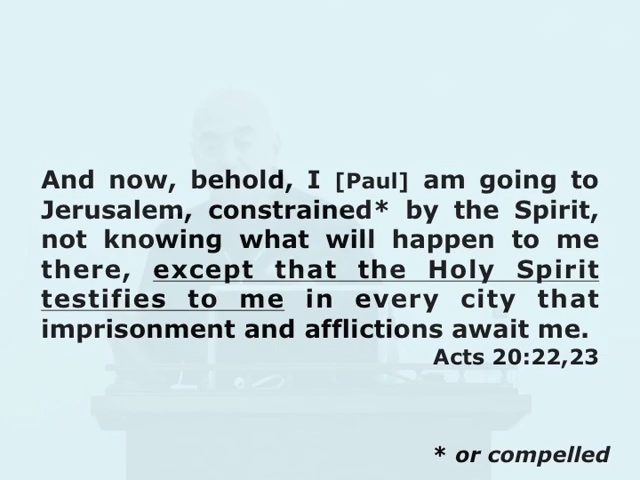 And now, behold, I [Paul] am going to
Jerusalem, constrained* by the Spirit,
not knowing what will happen to me
there, except that the Holy Spirit
testifies to me in every city that
imprisonment and afflictions await me.
Acts 20:22,23
* or compelled